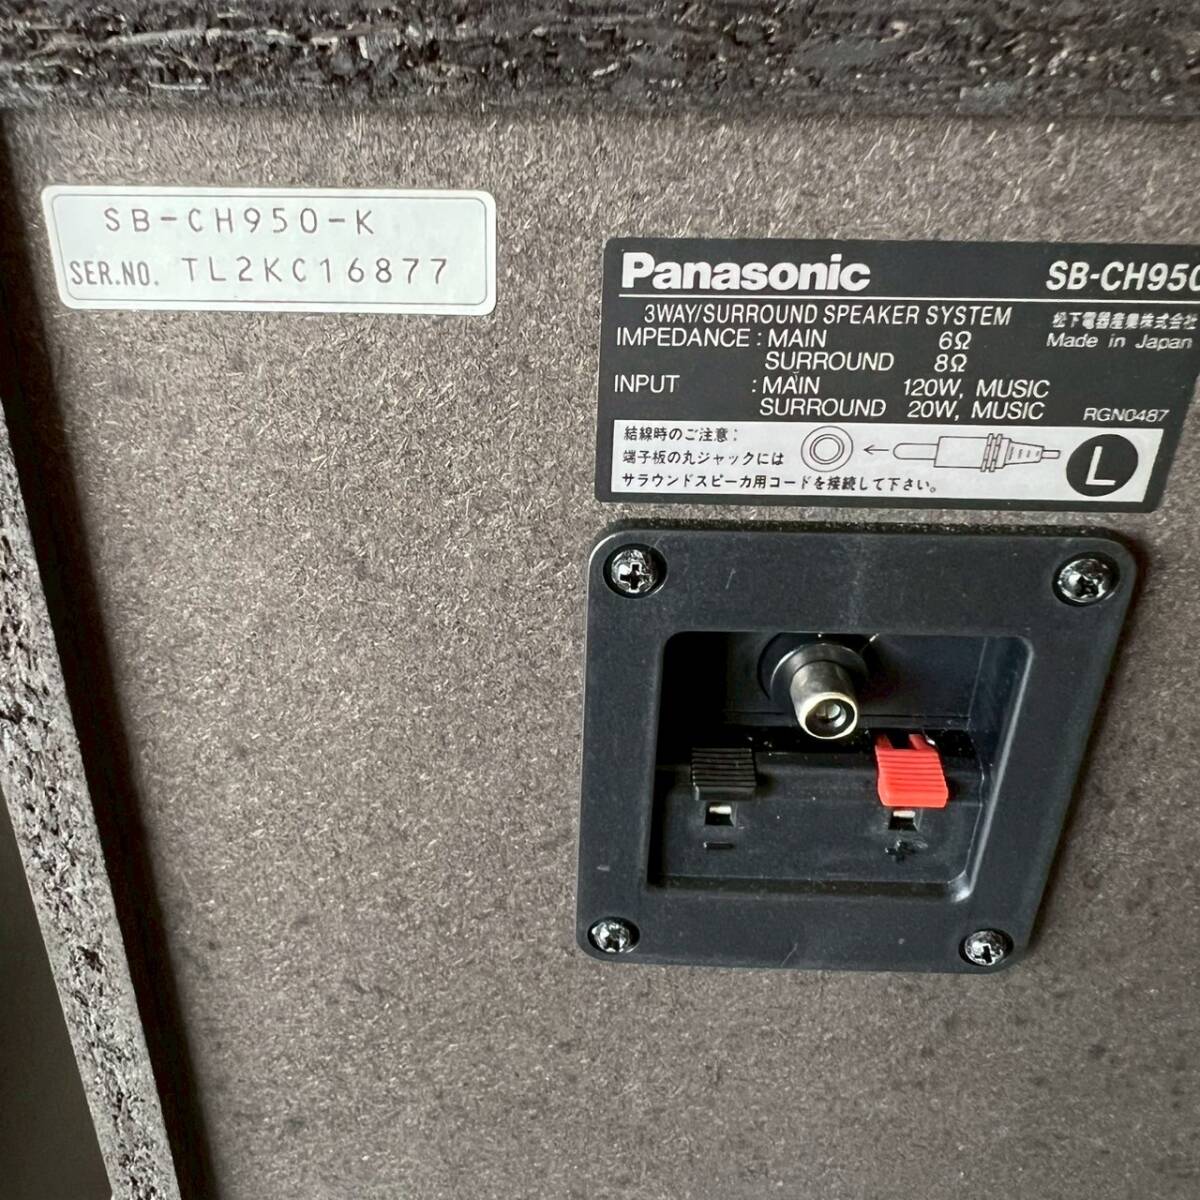 SB-CH950-K
SER.NO. TL2KC16877
Panasonic SB-CH950
3WAY/SURROUND SPEAKER SYSTEM 松下電器産業株式会社
IMPEDANCE : MAIN 6Ω Made in Japan
SURROUND 8Ω
INPUT : MAIN 120W, MUSIC
SURROUND 20W, MUSIC RGN0487
結線時のご注意:
端子板の丸ジャックには
サラウンドスピーカ用コードを接続して下さい。
L
- +